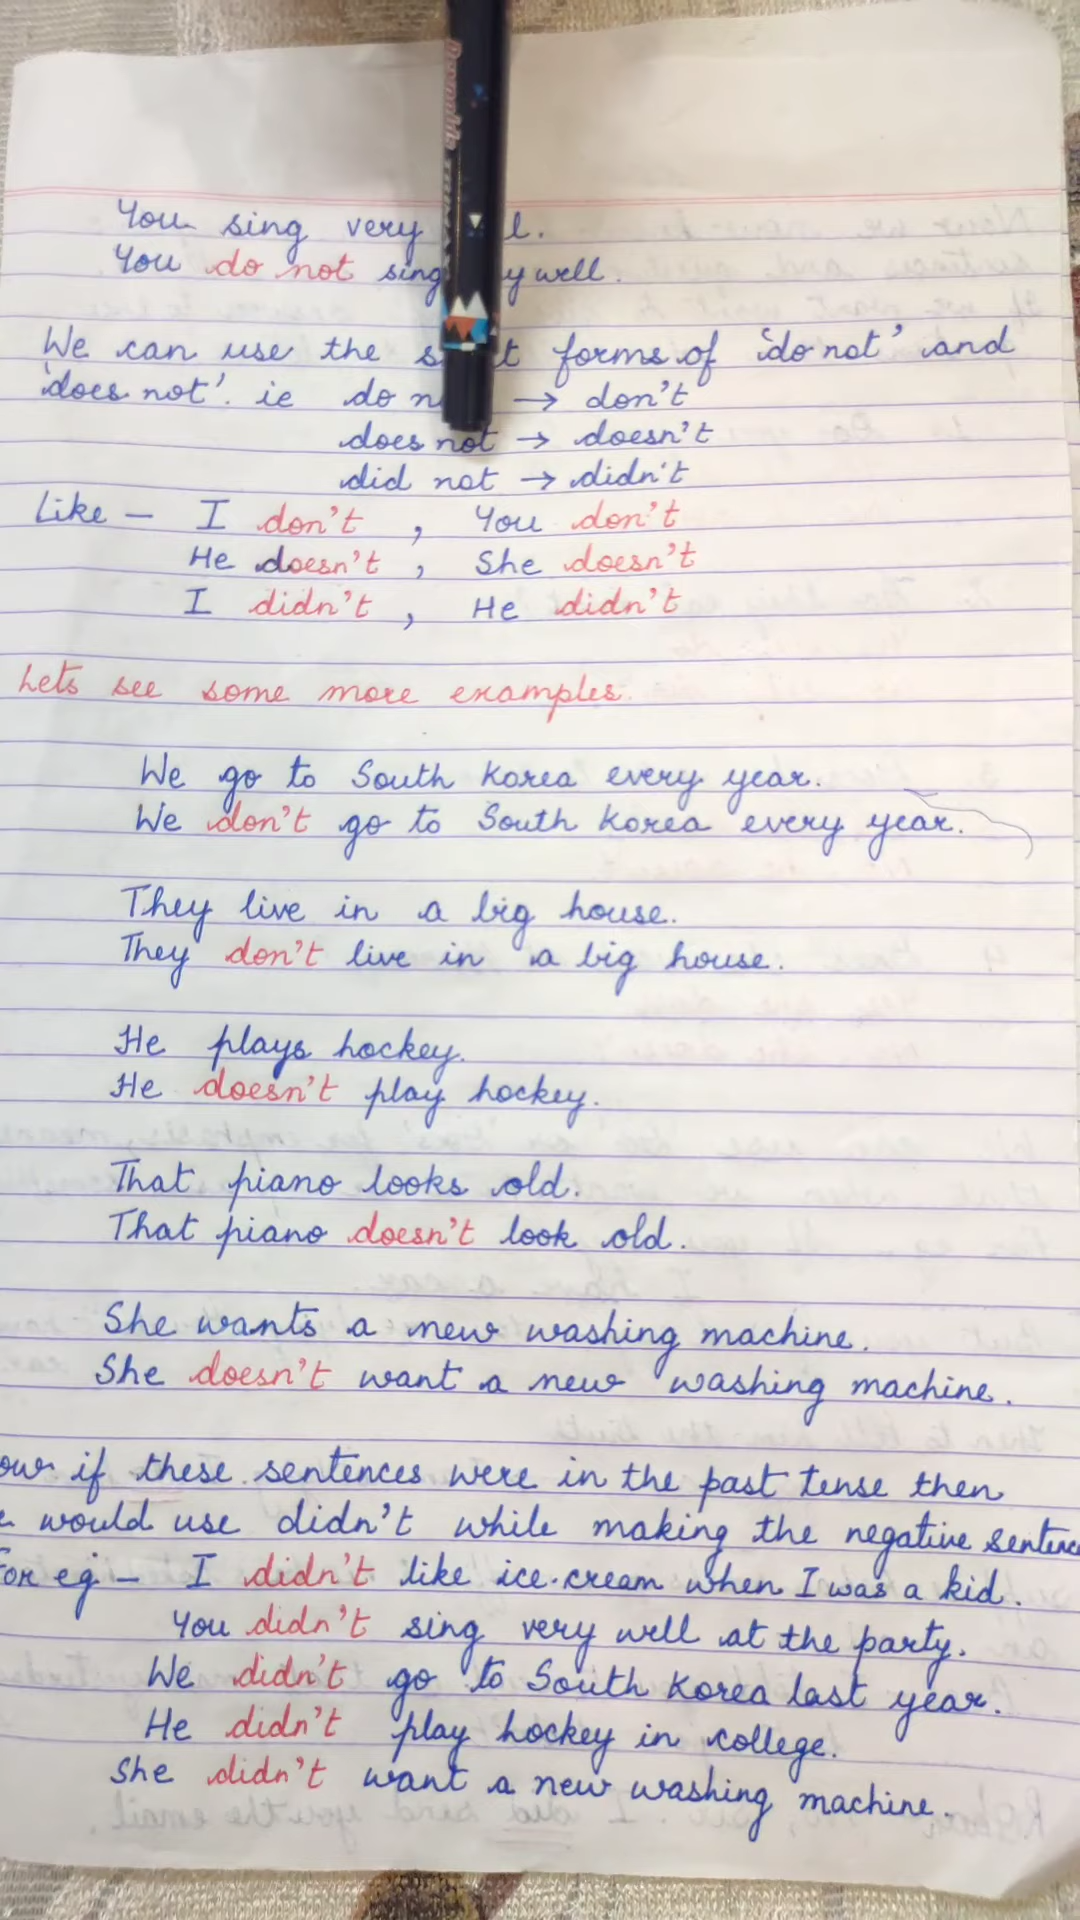 You sing very l.
You do not sing y well.
We can use the s t forms of 'do not' and
'does not'. ie do n → don't
does not → doesn't
did not → didn't
Like - I don't , You don't
He doesn't , She doesn't
I didn't , He didn't
Lets see some more examples.
We go to South Korea every year.
We don't go to South Korea every year.
They live in a big house.
They don't live in a big house.
He plays hockey.
He doesn't play hockey.
That piano looks old.
That piano doesn't look old.
She wants a new washing machine.
She doesn't want a new washing machine.
ow if these sentences were in the past tense then
e would use didn't while making the negative sentenc
For eg - I didn't like ice-cream when I was a kid.
You didn't sing very well at the party.
We didn't go to South Korea last year.
He didn't play hockey in college.
She didn't want a new washing machine.